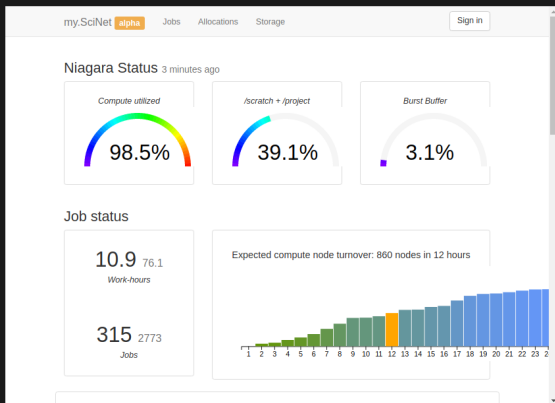 my.SciNet alpha Jobs Allocations Storage Sign in
Niagara Status 3 minutes ago
Compute utilized
98.5%
/scratch + /project
39.1%
Burst Buffer
3.1%
Job status
10.9 76.1
Work-hours
315 2773
Jobs
Expected compute node turnover: 860 nodes in 12 hours
1 2 3 4 5 6 7 8 9 10 11 12 13 14 15 16 17 18 19 20 21 22 23